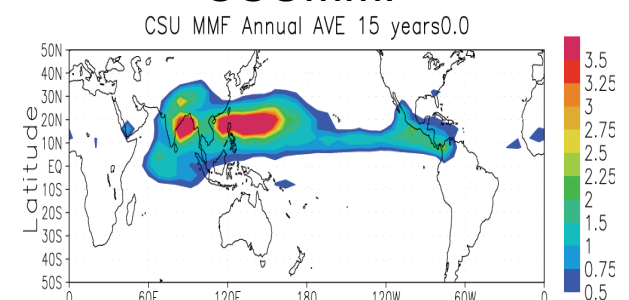 CSU MMF Annual AVE 15 years0.0
50N
40N
30N
20N
10N
EQ
10S
20S
30S
40S
50S
Latitude
0 60E 120E 180 120W 60W 0
3.5
3.25
3
2.75
2.5
2.25
2
1.5
1
0.75
0.5